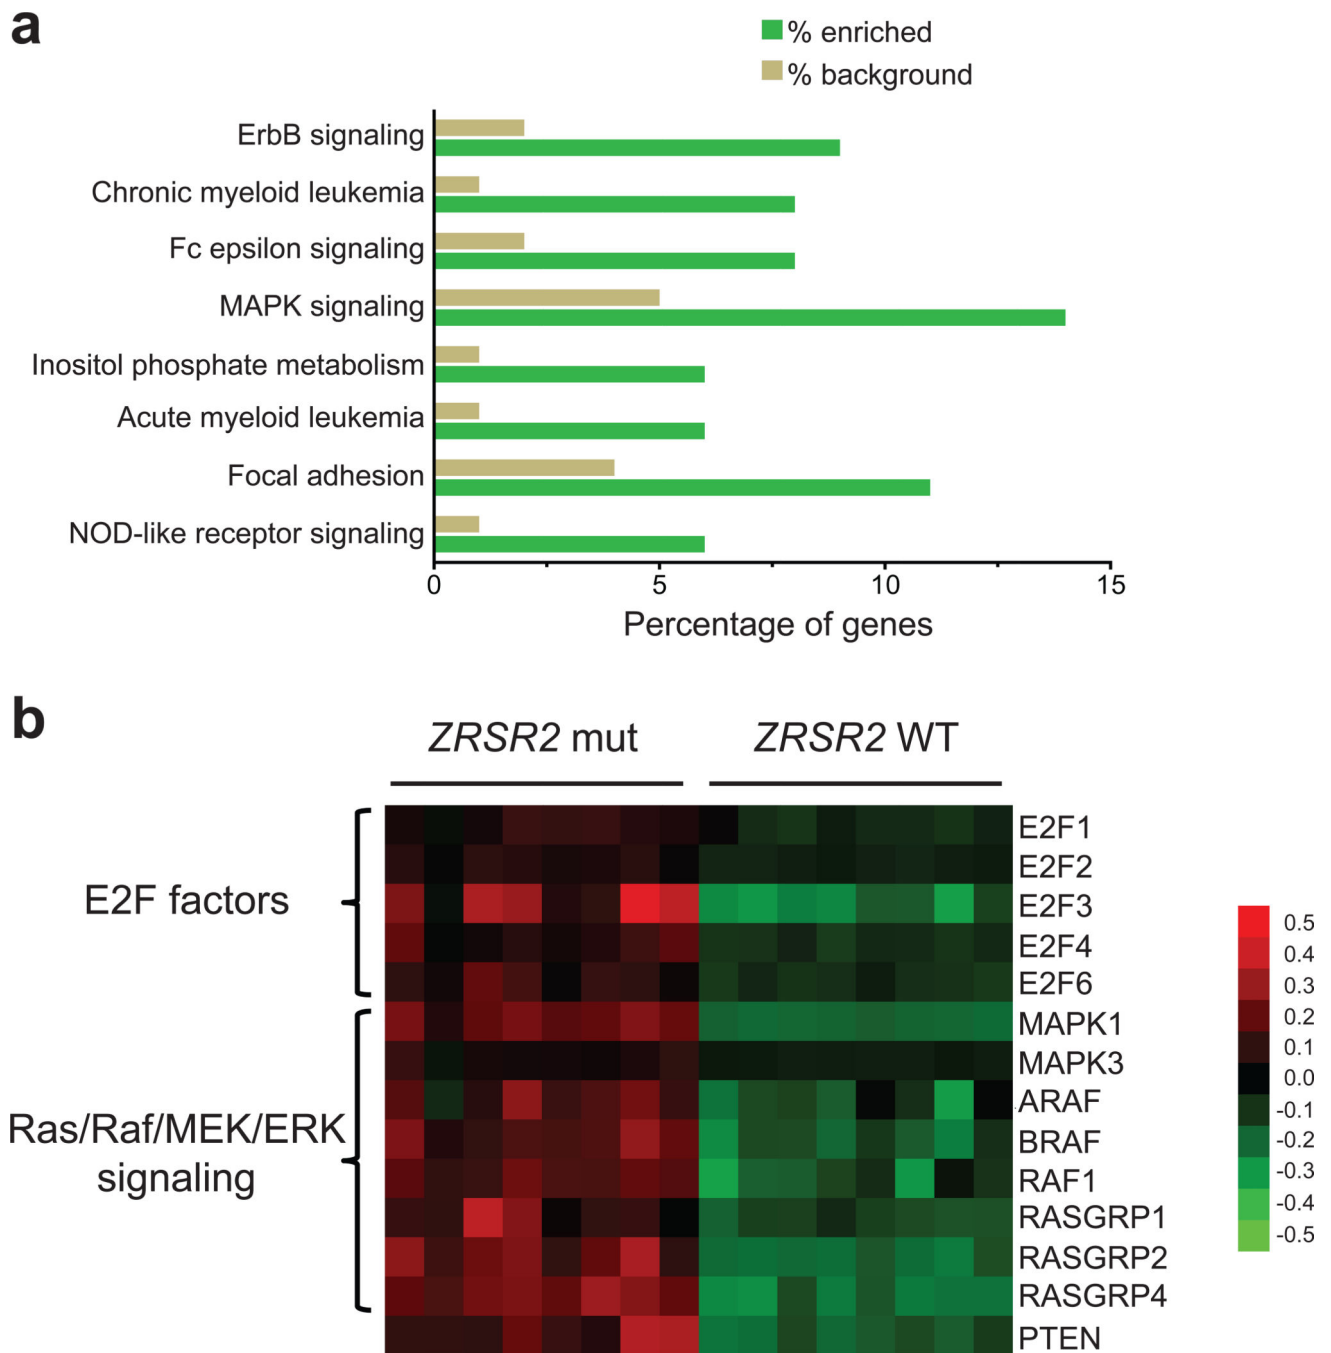 a
% enriched
% background
ErbB signaling
Chronic myeloid leukemia
Fc epsilon signaling
MAPK signaling
Inositol phosphate metabolism
Acute myeloid leukemia
Focal adhesion
NOD-like receptor signaling
0 5 10 15
Percentage of genes
b
ZRSR2 mut ZRSR2 WT
E2F factors
Ras/Raf/MEK/ERK
signaling
E2F1
E2F2
E2F3
E2F4
E2F6
MAPK1
MAPK3
ARAF
BRAF
RAF1
RASGRP1
RASGRP2
RASGRP4
PTEN
0.5
0.4
0.3
0.2
0.1
0.0
-0.1
-0.2
-0.3
-0.4
-0.5